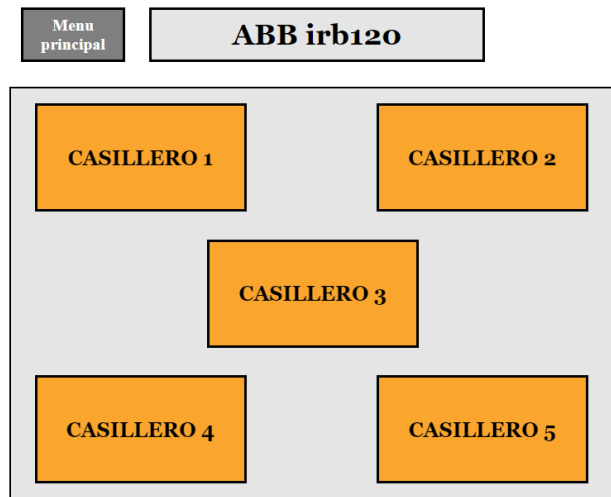 Menu
principal
ABB irb120
CASILLERO 1
CASILLERO 2
CASILLERO 3
CASILLERO 4
CASILLERO 5